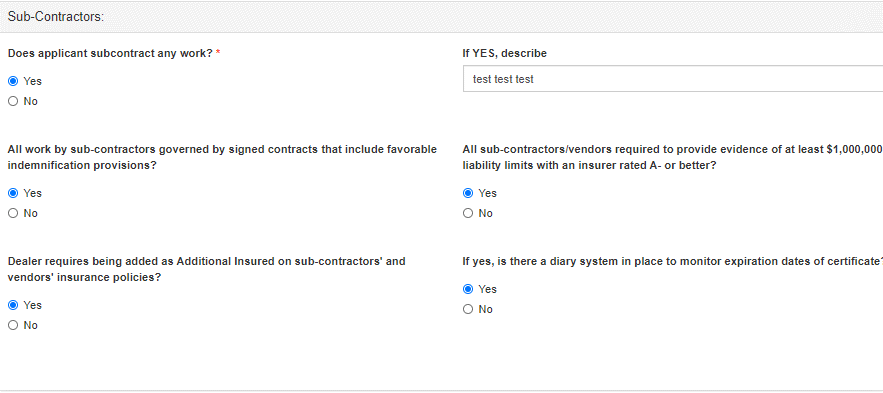 Sub-Contractors:
Does applicant subcontract any work? *
Yes
No
If YES, describe
test test test
All work by sub-contractors governed by signed contracts that include favorable
indemnification provisions?
Yes
No
All sub-contractors/vendors required to provide evidence of at least $1,000,000
liability limits with an insurer rated A- or better?
Yes
No
Dealer requires being added as Additional Insured on sub-contractors' and
vendors' insurance policies?
Yes
No
If yes, is there a diary system in place to monitor expiration dates of certificate?
Yes
No